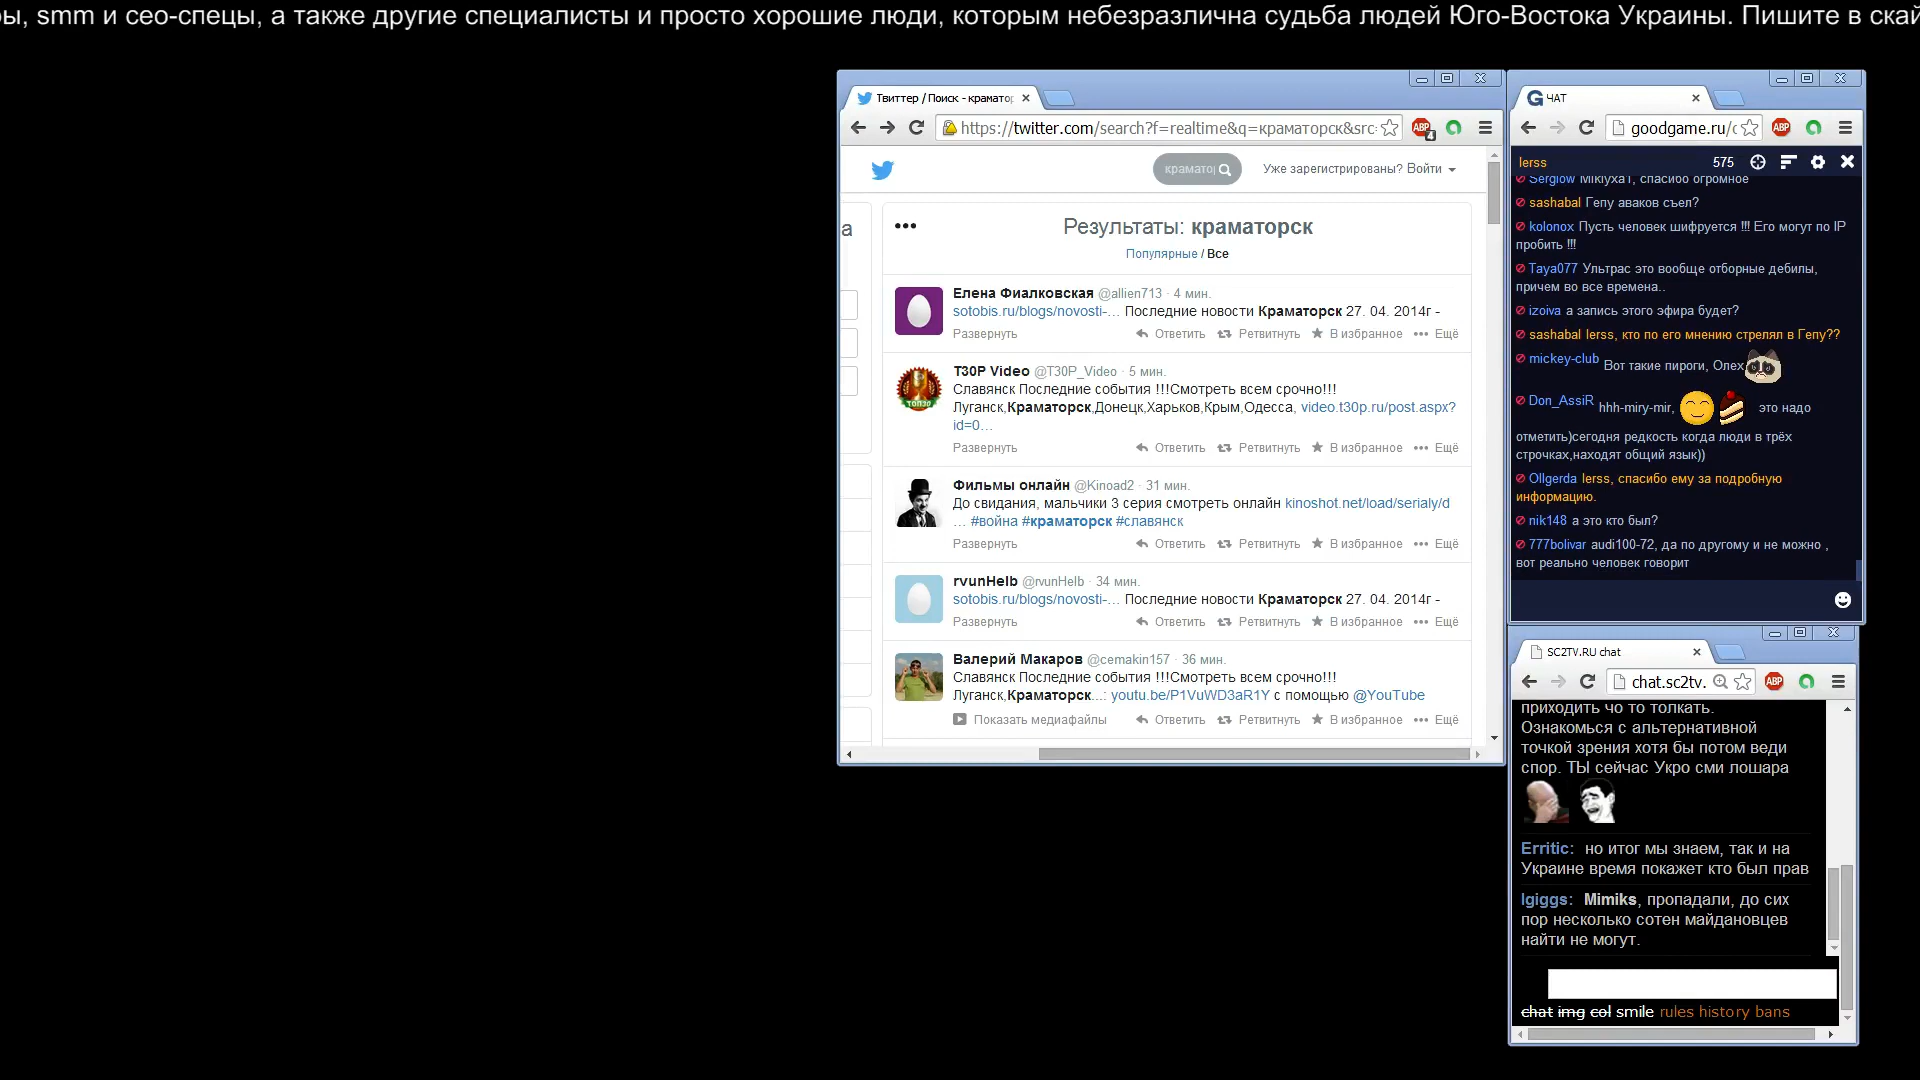 ы, smm и сео-спецы, а также другие специалисты и просто хорошие люди, которым небезразлична судьба людей Юго-Востока Украины. Пишите в скай
Твиттер / Поиск - крамато
https://twitter.com/search?f=realtime&q=краматорск&src=
4
крамато
Уже зарегистрированы? Войти
а
Результаты: краматорск
Популярные / Все
Елена Фиалковская @allien713 · 4 мин.
sotobis.ru/blogs/novosti-… Последние новости Краматорск 27. 04. 2014г -
Развернуть Ответить Ретвитнуть В избранное Ещё
T30P Video @T30P_Video · 5 мин.
Славянск Последние события !!!Смотреть всем срочно!!!
Луганск,Краматорск,Донецк,Харьков,Крым,Одесса, video.t30p.ru/post.aspx?
id=0…
Развернуть Ответить Ретвитнуть В избранное Ещё
Фильмы онлайн @Kinoad2 · 31 мин.
До свидания, мальчики 3 серия смотреть онлайн kinoshot.net/load/serialy/d
… #война #краматорск #славянск
Развернуть Ответить Ретвитнуть В избранное Ещё
rvunHelb @rvunHelb · 34 мин.
sotobis.ru/blogs/novosti-… Последние новости Краматорск 27. 04. 2014г -
Развернуть Ответить Ретвитнуть В избранное Ещё
Валерий Макаров @cemakin157 · 36 мин.
Славянск Последние события !!!Смотреть всем срочно!!!
Луганск,Краматорск...: youtu.be/P1VuWD3aR1Y с помощью @YouTube
Показать медиафайлы Ответить Ретвитнуть В избранное Ещё
ЧАТ
goodgame.ru/c
ABP
lerss 575
Sergiow Miklyxa1, спасибо огромное
sashabal Гепу аваков съел?
kolonox Пусть человек шифруется !!! Его могут по IP
пробить !!!
Taya077 Ультрас это вообще отборные дебилы,
причем во все времена..
izoiva а запись этого эфира будет?
sashabal lerss, кто по его мнению стрелял в Гепу??
mickey-club Вот такие пироги, Олех
Don_AssiR hhh-miry-mir, это надо
отметить)сегодня редкость когда люди в трёх
строчках,находят общий язык))
Ollgerda lerss, спасибо ему за подробную
информацию.
nik148 а это кто был?
777bolivar audi100-72, да по другому и не можно ,
вот реально человек говорит
SC2TV.RU chat
chat.sc2tv.
ABP
приходить чо то толкать.
Ознакомься с альтернативной
точкой зрения хотя бы потом веди
спор. ТЫ сейчас Укро сми лошара
Erritic: но итог мы знаем, так и на
Украине время покажет кто был прав
Igiggs: Mimiks, пропадали, до сих
пор несколько сотен майдановцев
найти не могут.
chat img col smile rules history bans